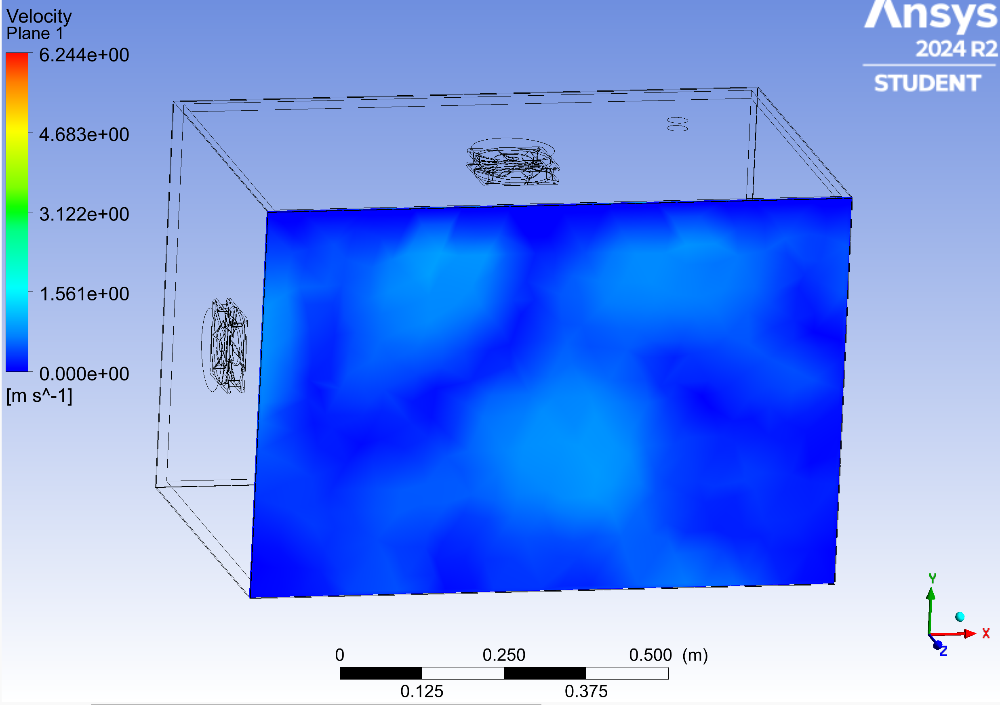 Velocity
Plane 1
6.244e+00
4.683e+00
3.122e+00
1.561e+00
0.000e+00
[m s^-1]
Ansys
2024 R2
STUDENT
Y
X
Z
0 0.250 0.500 (m)
0.125 0.375